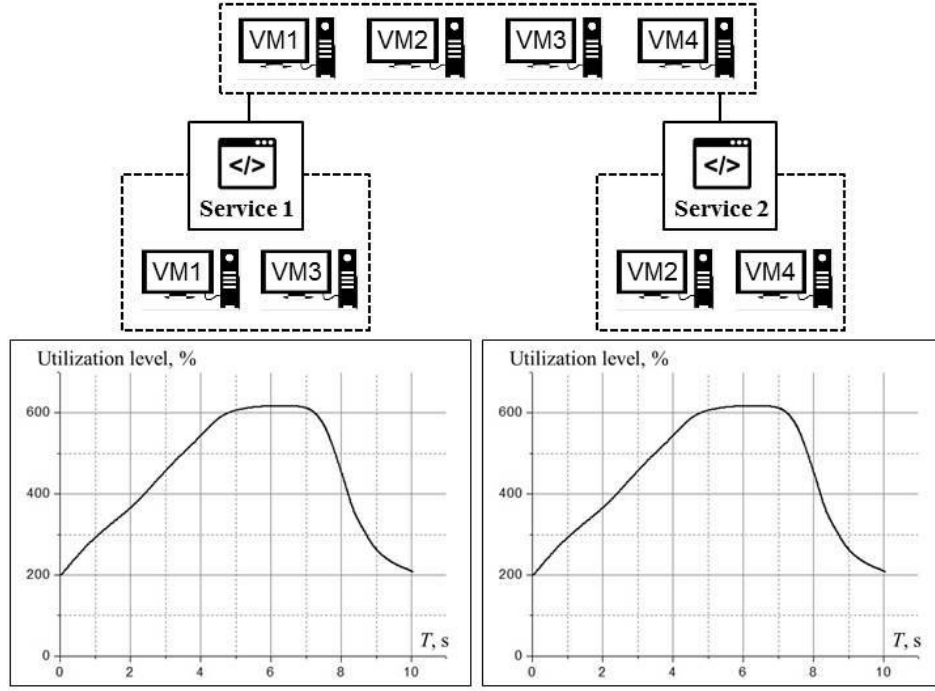 VM1 VM2 VM3 VM4
</>
Service 1
</>
Service 2
VM1 VM3
VM2 VM4
Utilization level, %
600
400
200
0
0 2 4 6 8 10
T, s
Utilization level, %
600
400
200
0
0 2 4 6 8 10
T, s